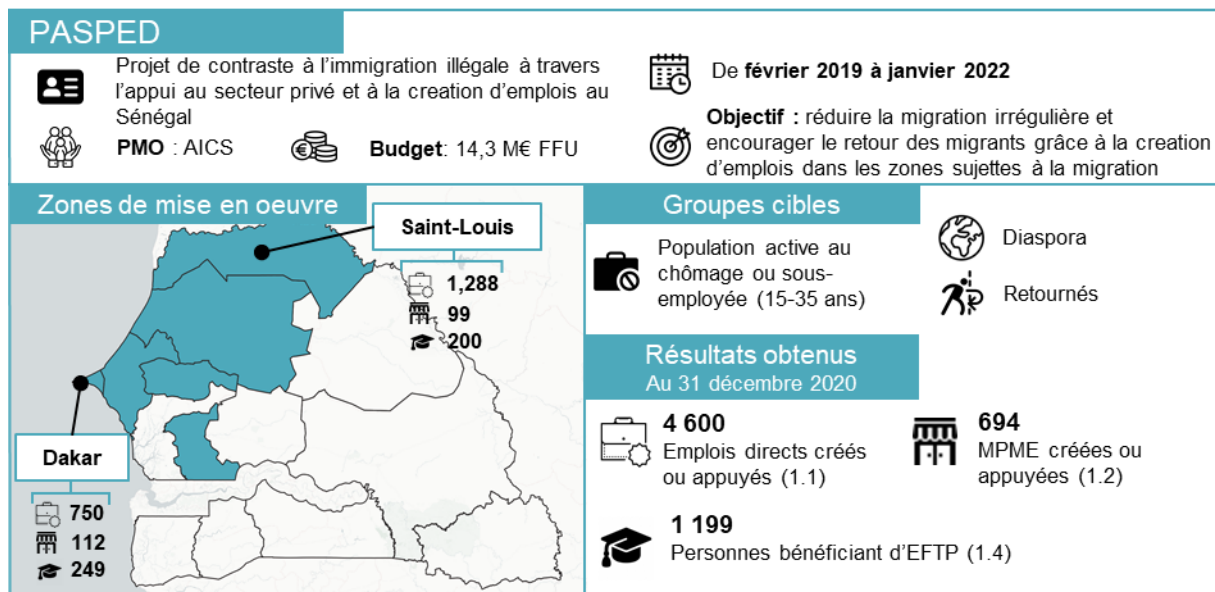 PASPED
Projet de contraste à l'immigration illégale à travers
l'appui au secteur privé et à la creation d'emplois au
Sénégal
PMO : AICS
Budget: 14,3 M€ FFU
De février 2019 à janvier 2022
Objectif : réduire la migration irrégulière et
encourager le retour des migrants grâce à la creation
d'emplois dans les zones sujettes à la migration
Zones de mise en oeuvre
Saint-Louis
1,288
99
200
Dakar
750
112
249
Groupes cibles
Population active au
chômage ou sous-
employée (15-35 ans)
Diaspora
Retournés
Résultats obtenus
Au 31 décembre 2020
4 600
Emplois directs créés
ou appuyés (1.1)
694
MPME créées ou
appuyées (1.2)
1 199
Personnes bénéficiant d'EFTP (1.4)